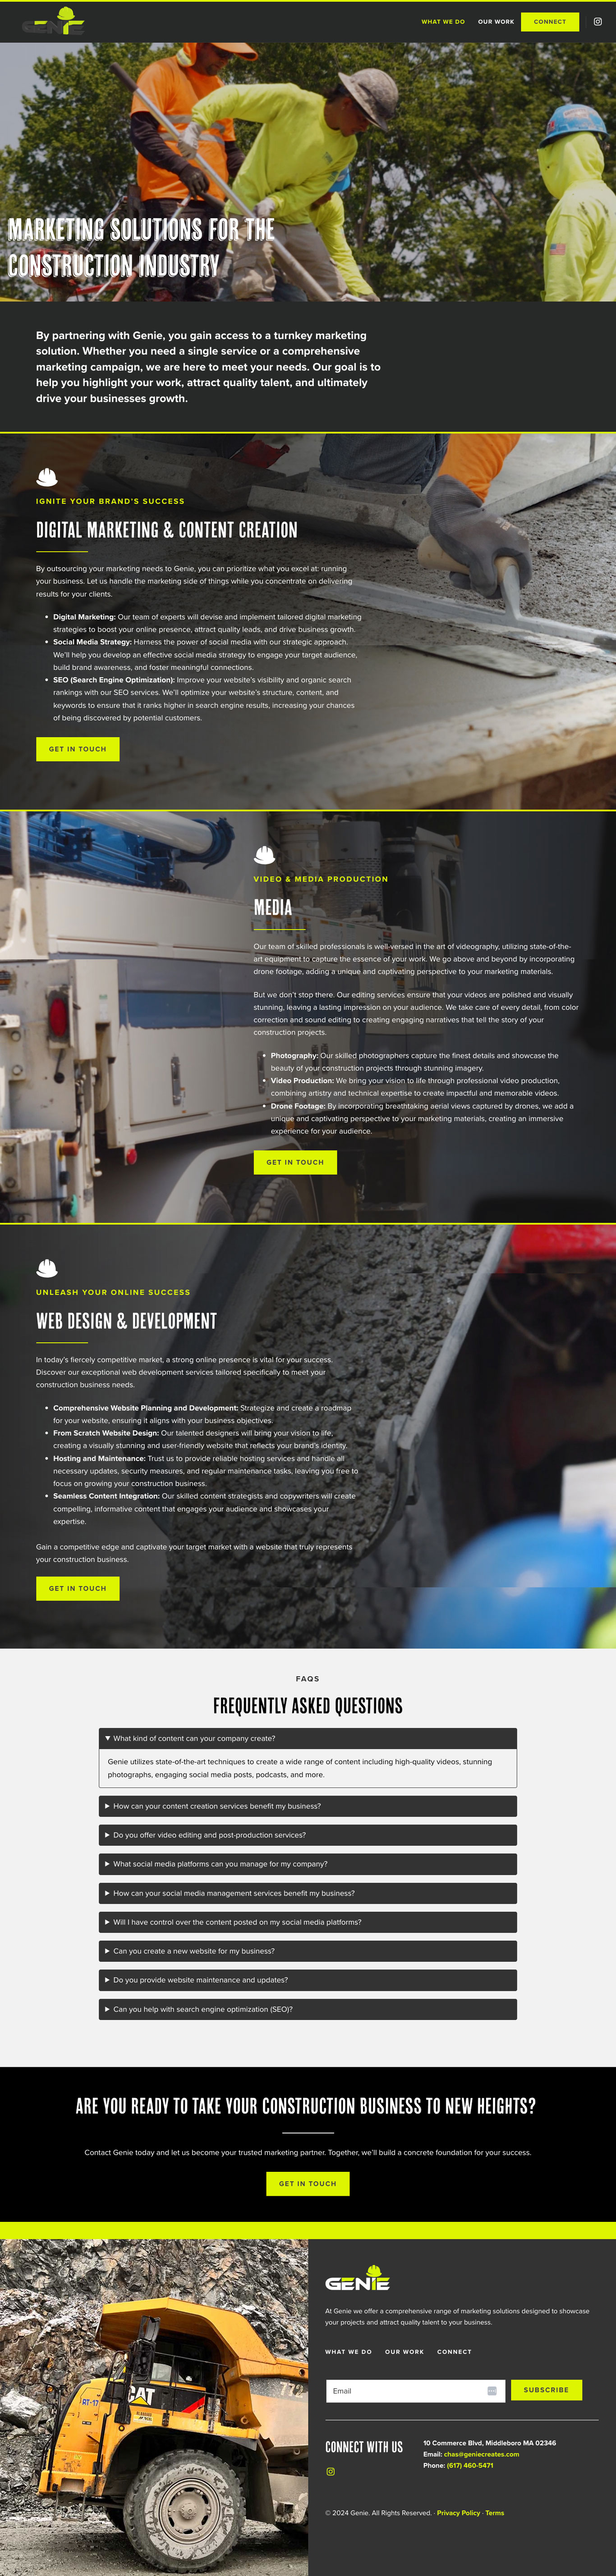 GENIE
WHAT WE DO
OUR WORK
CONNECT
MARKETING SOLUTIONS FOR THE
CONSTRUCTION INDUSTRY
By partnering with Genie, you gain access to a turnkey marketing
solution. Whether you need a single service or a comprehensive
marketing campaign, we are here to meet your needs. Our goal is to
help you highlight your work, attract quality talent, and ultimately
drive your businesses growth.
IGNITE YOUR BRAND'S SUCCESS
DIGITAL MARKETING & CONTENT CREATION
By outsourcing your marketing needs to Genie, you can prioritize what you excel at: running
your business. Let us handle the marketing side of things while you concentrate on delivering
results for your clients.
• Digital Marketing: Our team of experts will devise and implement tailored digital marketing
strategies to boost your online presence, attract quality leads, and drive business growth.
• Social Media Strategy: Harness the power of social media with our strategic approach.
We'll help you develop an effective social media strategy to engage your target audience,
build brand awareness, and foster meaningful connections.
• SEO (Search Engine Optimization): Improve your website's visibility and organic search
rankings with our SEO services. We'll optimize your website's structure, content, and
keywords to ensure that it ranks higher in search engine results, increasing your chances
of being discovered by potential customers.
GET IN TOUCH
VIDEO & MEDIA PRODUCTION
MEDIA
Our team of skilled professionals is well-versed in the art of videography, utilizing state-of-the-
art equipment to capture the essence of your work. We go above and beyond by incorporating
drone footage, adding a unique and captivating perspective to your marketing materials.
But we don't stop there. Our editing services ensure that your videos are polished and visually
stunning, leaving a lasting impression on your audience. We take care of every detail, from color
correction and sound editing to creating engaging narratives that tell the story of your
construction projects.
• Photography: Our skilled photographers capture the finest details and showcase the
beauty of your construction projects through stunning imagery.
• Video Production: We bring your vision to life through professional video production,
combining artistry and technical expertise to create impactful and memorable videos.
• Drone Footage: By incorporating breathtaking aerial views captured by drones, we add a
unique and captivating perspective to your marketing materials, creating an immersive
experience for your audience.
GET IN TOUCH
UNLEASH YOUR ONLINE SUCCESS
WEB DESIGN & DEVELOPMENT
In today's fiercely competitive market, a strong online presence is vital for your success.
Discover our exceptional web development services tailored specifically to meet your
construction business needs.
• Comprehensive Website Planning and Development: Strategize and create a roadmap
for your website, ensuring it aligns with your business objectives.
• From Scratch Website Design: Our talented designers will bring your vision to life,
creating a visually stunning and user-friendly website that reflects your brand's identity.
• Hosting and Maintenance: Trust us to provide reliable hosting services and handle all
necessary updates, security measures, and regular maintenance tasks, leaving you free to
focus on growing your construction business.
• Seamless Content Integration: Our skilled content strategists and copywriters will create
compelling, informative content that engages your audience and showcases your
expertise.
Gain a competitive edge and captivate your target market with a website that truly represents
your construction business.
GET IN TOUCH
FAQS
FREQUENTLY ASKED QUESTIONS
What kind of content can your company create?
Genie utilizes state-of-the-art techniques to create a wide range of content including high-quality videos, stunning
photographs, engaging social media posts, podcasts, and more.
How can your content creation services benefit my business?
Do you offer video editing and post-production services?
What social media platforms can you manage for my company?
How can your social media management services benefit my business?
Will I have control over the content posted on my social media platforms?
Can you create a new website for my business?
Do you provide website maintenance and updates?
Can you help with search engine optimization (SEO)?
ARE YOU READY TO TAKE YOUR CONSTRUCTION BUSINESS TO NEW HEIGHTS?
Contact Genie today and let us become your trusted marketing partner. Together, we'll build a concrete foundation for your success.
GET IN TOUCH
772
CAT
RT-17
GENIE
At Genie we offer a comprehensive range of marketing solutions designed to showcase
your projects and attract quality talent to your business.
WHAT WE DO
OUR WORK
CONNECT
Email
SUBSCRIBE
CONNECT WITH US
10 Commerce Blvd, Middleboro MA 02346
Email: chas@geniecreates.com
Phone: (617) 460-5471
© 2024 Genie. All Rights Reserved. · Privacy Policy · Terms